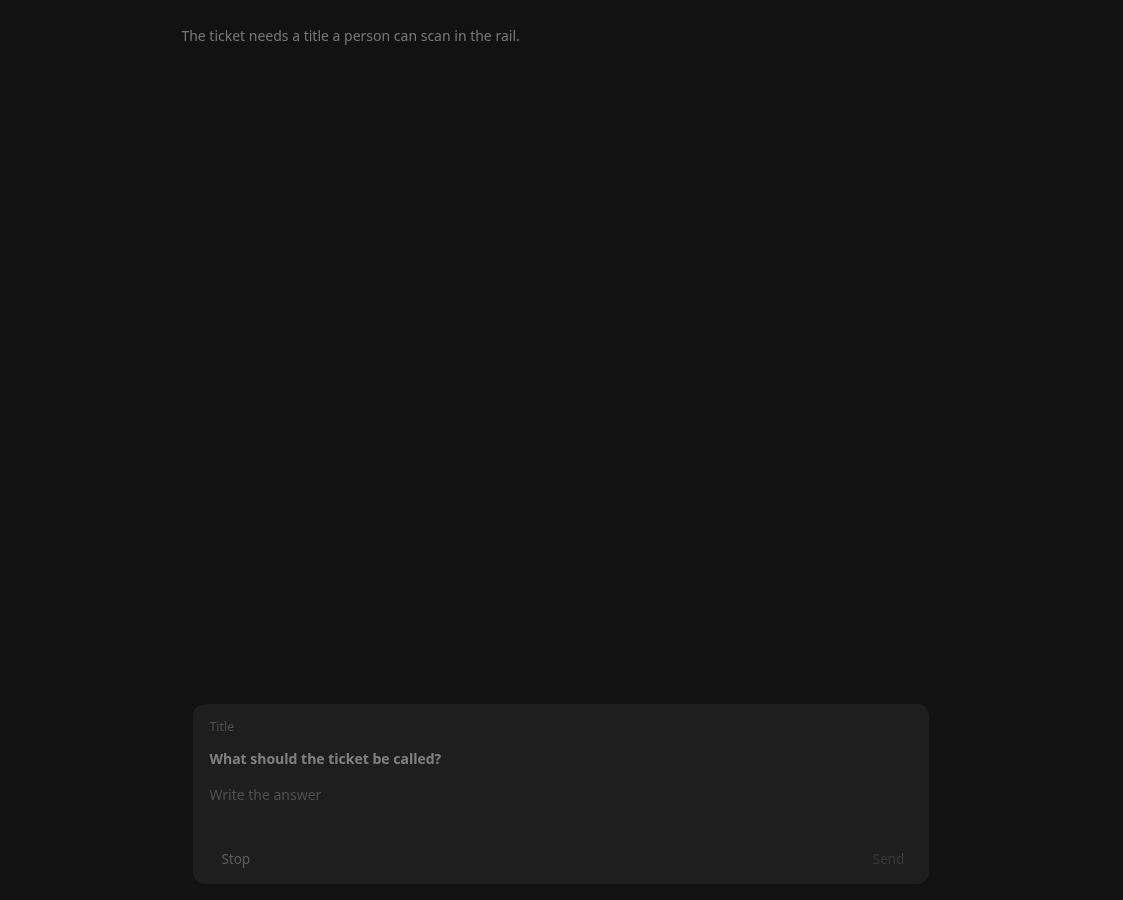 The ticket needs a title a person can scan in the rail.
Title
What should the ticket be called?
Write the answer
Stop
Send